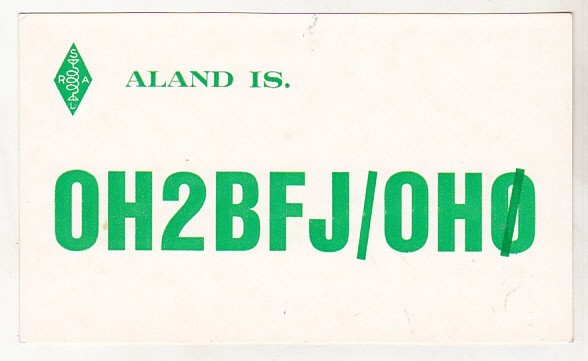 SRAL
ALAND IS.
OH2BFJ/OHØ